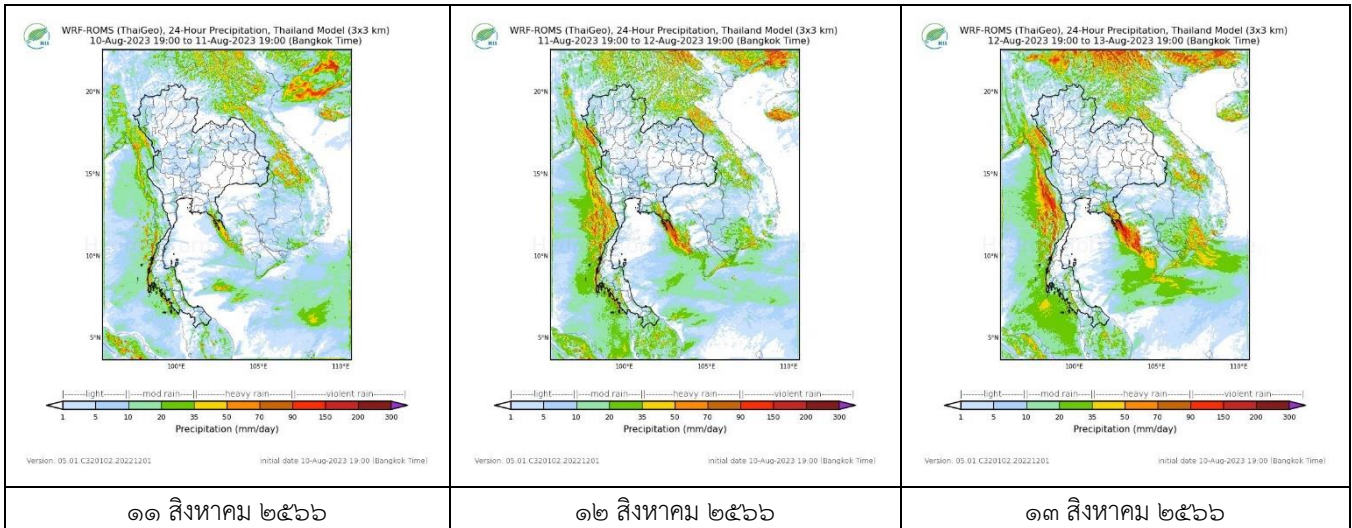 HII
WRF-ROMS (ThaiGeo), 24-Hour Precipitation, Thailand Model (3x3 km)
10-Aug-2023 19:00 to 11-Aug-2023 19:00 (Bangkok Time)
20°N
15°N
10°N
5°N
100°E 105°E 110°E
|-------light-------||----mod rain----||-------heavy rain-------||-------violent rain-------|
1 5 10 20 35 50 70 90 150 200 300
Precipitation (mm/day)
Version: 05.01.C320102.20221201 initial date 10-Aug-2023 19:00 (Bangkok Time)
๑๑ สิงหาคม ๒๕๖๖
HII
WRF-ROMS (ThaiGeo), 24-Hour Precipitation, Thailand Model (3x3 km)
11-Aug-2023 19:00 to 12-Aug-2023 19:00 (Bangkok Time)
20°N
15°N
10°N
5°N
100°E 105°E 110°E
|-------light-------||----mod rain----||-------heavy rain-------||-------violent rain-------|
1 5 10 20 35 50 70 90 150 200 300
Precipitation (mm/day)
Version: 05.01.C320102.20221201 initial date 10-Aug-2023 19:00 (Bangkok Time)
๑๒ สิงหาคม ๒๕๖๖
HII
WRF-ROMS (ThaiGeo), 24-Hour Precipitation, Thailand Model (3x3 km)
12-Aug-2023 19:00 to 13-Aug-2023 19:00 (Bangkok Time)
20°N
15°N
10°N
5°N
100°E 105°E 110°E
|-------light-------||----mod rain----||-------heavy rain-------||-------violent rain-------|
1 5 10 20 35 50 70 90 150 200 300
Precipitation (mm/day)
Version: 05.01.C320102.20221201 initial date 10-Aug-2023 19:00 (Bangkok Time)
๑๓ สิงหาคม ๒๕๖๖